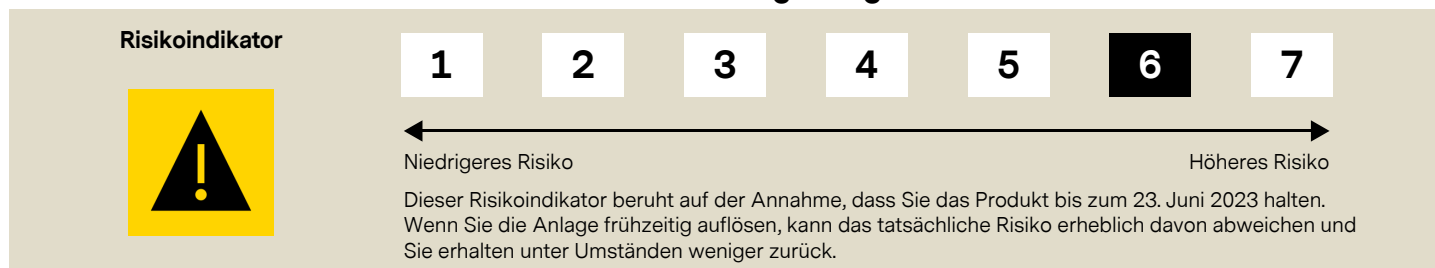 Risikoindikator
1 2 3 4 5 6 7
Niedrigeres Risiko Höheres Risiko
Dieser Risikoindikator beruht auf der Annahme, dass Sie das Produkt bis zum 23. Juni 2023 halten.
Wenn Sie die Anlage frühzeitig auflösen, kann das tatsächliche Risiko erheblich davon abweichen und
Sie erhalten unter Umständen weniger zurück.